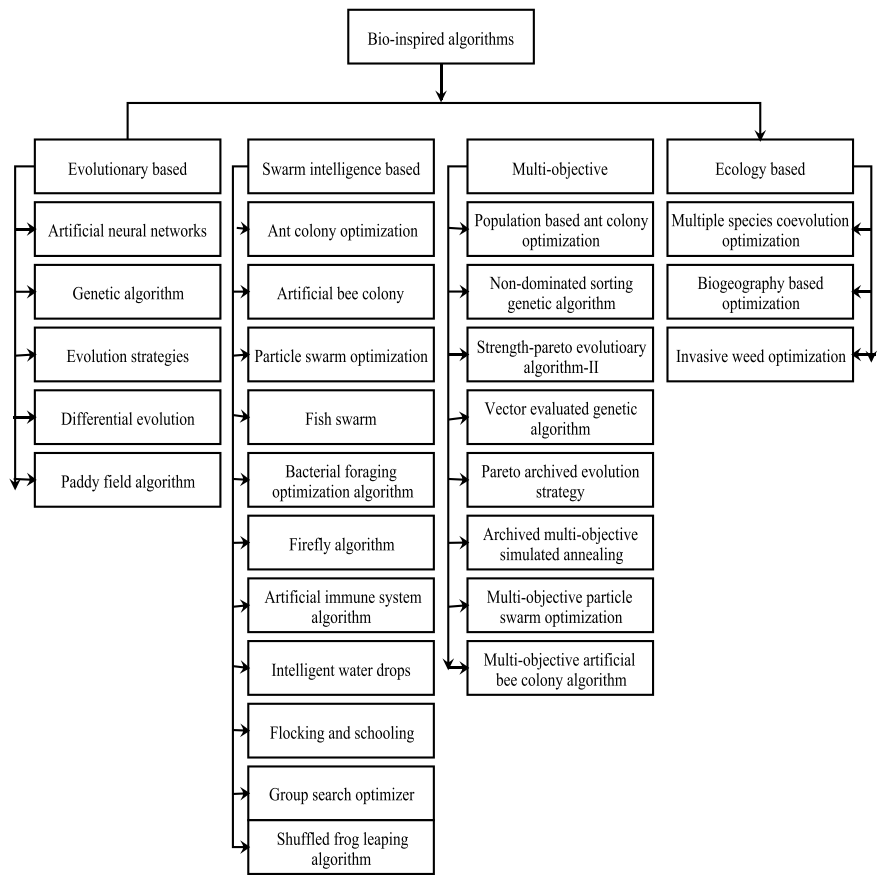 Bio-inspired algorithms
Evolutionary based
Artificial neural networks
Genetic algorithm
Evolution strategies
Differential evolution
Paddy field algorithm
Swarm intelligence based
Ant colony optimization
Artificial bee colony
Particle swarm optimization
Fish swarm
Bacterial foraging
optimization algorithm
Firefly algorithm
Artificial immune system
algorithm
Intelligent water drops
Flocking and schooling
Group search optimizer
Shuffled frog leaping
algorithm
Multi-objective
Population based ant colony
optimization
Non-dominated sorting
genetic algorithm
Strength-pareto evolutioary
algorithm-II
Vector evaluated genetic
algorithm
Pareto archived evolution
strategy
Archived multi-objective
simulated annealing
Multi-objective particle
swarm optimization
Multi-objective artificial
bee colony algorithm
Ecology based
Multiple species coevolution
optimization
Biogeography based
optimization
Invasive weed optimization